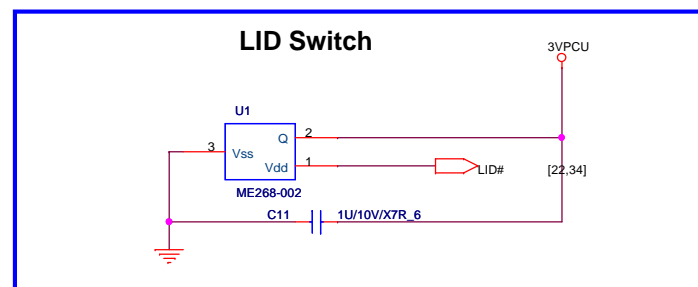 LID Switch
3VPCU
U1
Q
2
3
Vss
Vdd
1
LID#
[22,34]
ME268-002
C11
1U/10V/X7R_6